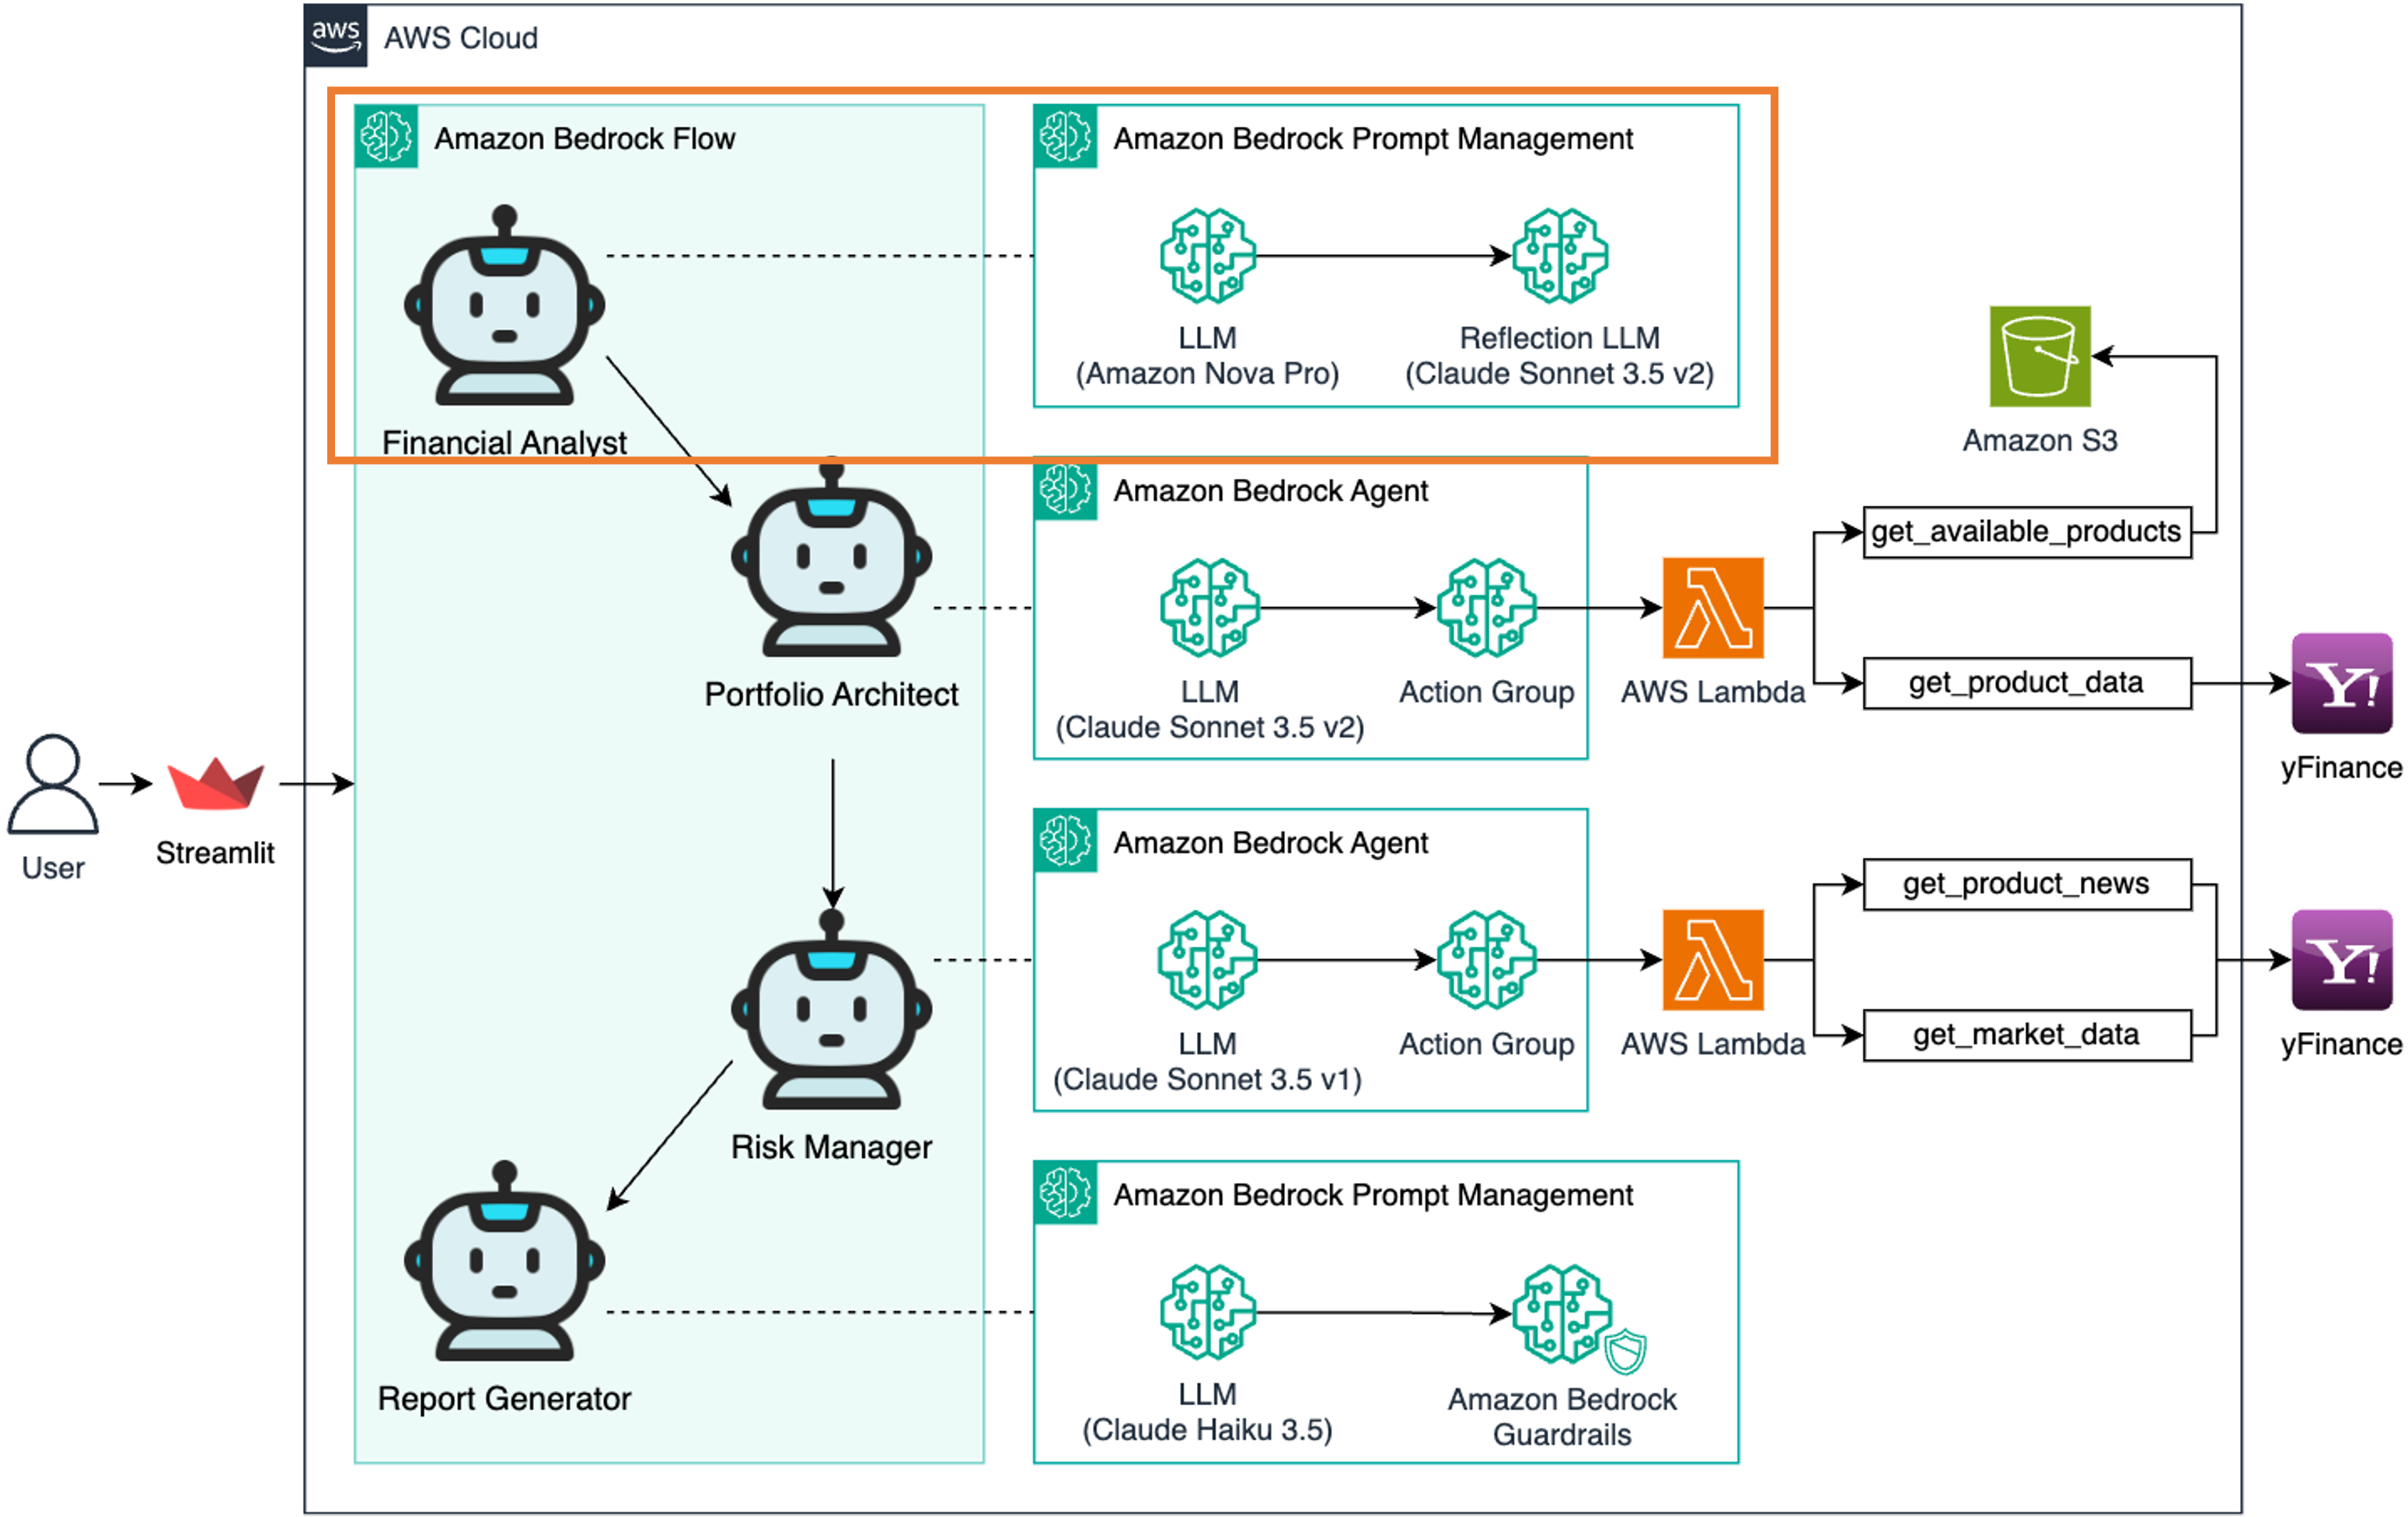 aws
AWS Cloud
Amazon Bedrock Flow
Amazon Bedrock Prompt Management
LLM
(Amazon Nova Pro)
Reflection LLM
(Claude Sonnet 3.5 v2)
Financial Analyst
Amazon S3
Amazon Bedrock Agent
get_available_products
LLM
(Claude Sonnet 3.5 v2)
Action Group
AWS Lambda
get_product_data
Y!
yFinance
Portfolio Architect
User
Streamlit
Amazon Bedrock Agent
get_product_news
LLM
(Claude Sonnet 3.5 v1)
Action Group
AWS Lambda
get_market_data
Y!
yFinance
Risk Manager
Amazon Bedrock Prompt Management
LLM
(Claude Haiku 3.5)
Amazon Bedrock
Guardrails
Report Generator